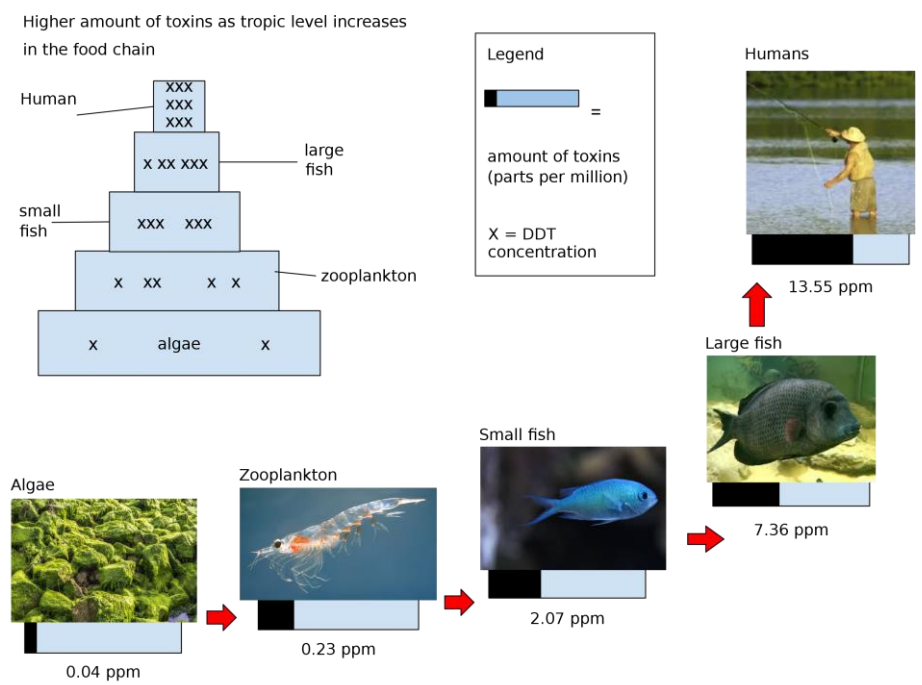 Higher amount of toxins as tropic level increases
in the food chain
Human
xxx
xxx
xxx
x xx xxx
large
fish
small
fish
xxx xxx
x xx x x
zooplankton
x algae x
Legend
=
amount of toxins
(parts per million)
X = DDT
concentration
Humans
13.55 ppm
Large fish
7.36 ppm
Small fish
2.07 ppm
Zooplankton
0.23 ppm
Algae
0.04 ppm